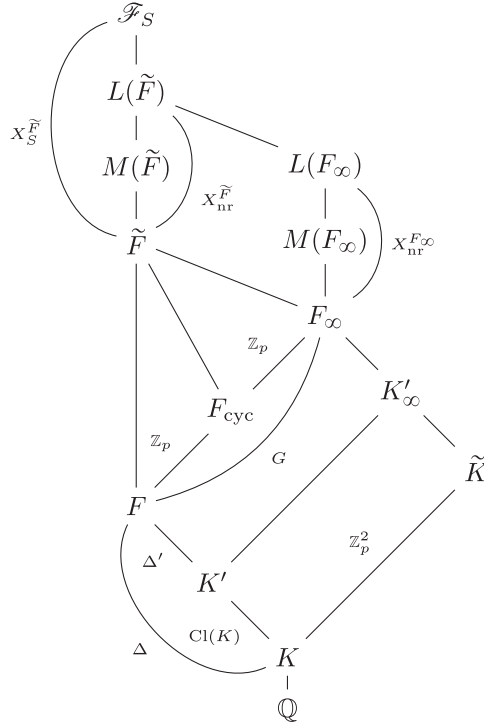 ℱ_S
L(F̃)
X_S^{F̃}
M(F̃)
L(F_∞)
X_nr^{F̃}
F̃
M(F_∞)
X_nr^{F_∞}
F_∞
ℤ_p
K'_∞
F_cyc
ℤ_p
G
K̃
F
ℤ_p^2
Δ'
K'
Cl(K)
Δ
K
ℚ